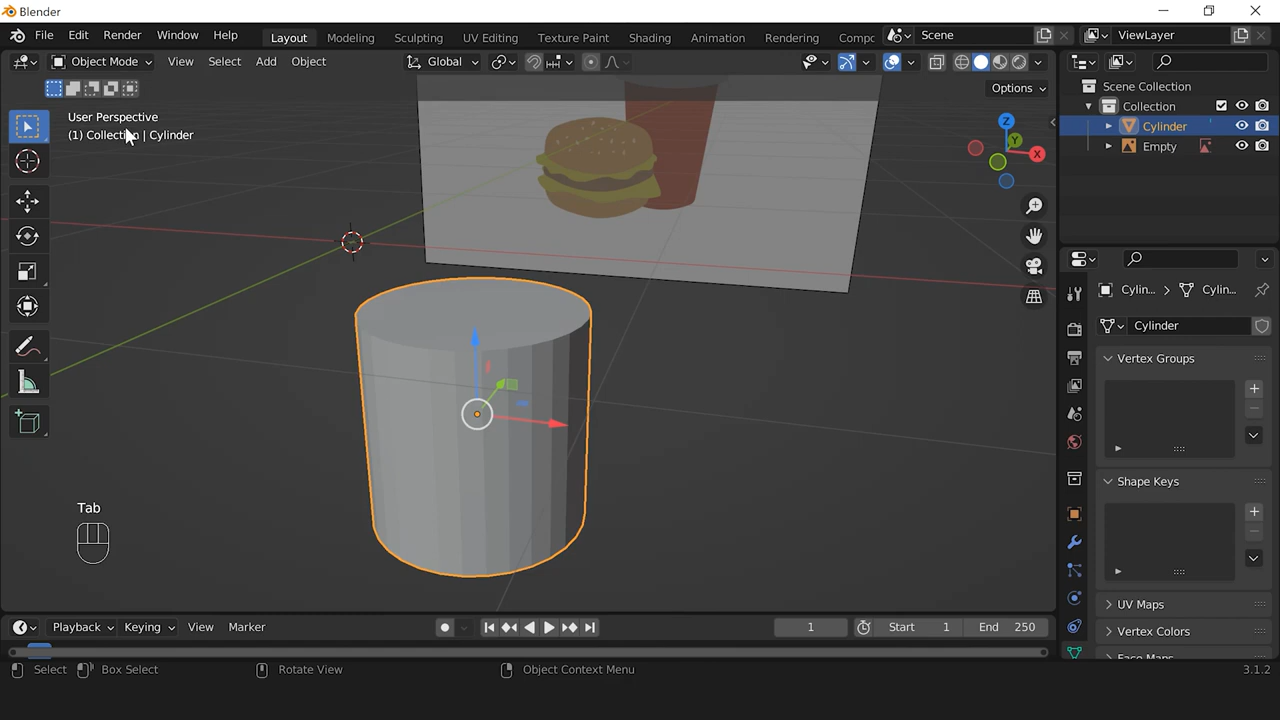 Blender
File Edit Render Window Help Layout Modeling Sculpting UV Editing Texture Paint Shading Animation Rendering Compc Scene ViewLayer
Object Mode View Select Add Object Global
Options
User Perspective
(1) Collection | Cylinder
Z
Y
X
Scene Collection
Collection
Cylinder
Empty
Cylin... > Cylin...
Cylinder
Vertex Groups
Shape Keys
UV Maps
Vertex Colors
Tab
Playback Keying View Marker 1 Start 1 End 250
Select Box Select Rotate View Object Context Menu 3.1.2